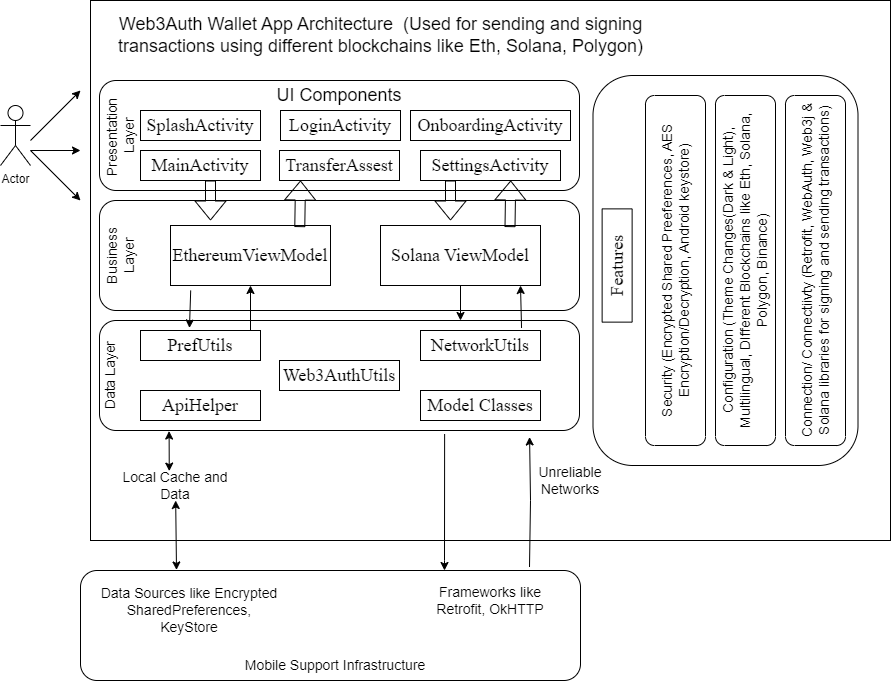 Web3Auth Wallet App Architecture (Used for sending and signing
transactions using different blockchains like Eth, Solana, Polygon)
Actor
Presentation
Layer
UI Components
SplashActivity
LoginActivity
OnboardingActivity
MainActivity
TransferAssest
SettingsActivity
Business
Layer
EthereumViewModel
Solana ViewModel
Data Layer
PrefUtils
NetworkUtils
Web3AuthUtils
ApiHelper
Model Classes
Features
Security (Encrypted Shared Preeferences, AES
Encryption/Decryption, Android keystore)
Configuration (Theme Changes(Dark & Light),
Multilingual, Different Blockchains like Eth, Solana,
Polygon, Binance)
Connection/ Connectiivty (Retrofit, WebAuth, Web3j &
Solana libraries for signing and sending transactions)
Local Cache and
Data
Unreliable
Networks
Data Sources like Encrypted
SharedPreferences,
KeyStore
Frameworks like
Retrofit, OkHTTP
Mobile Support Infrastructure